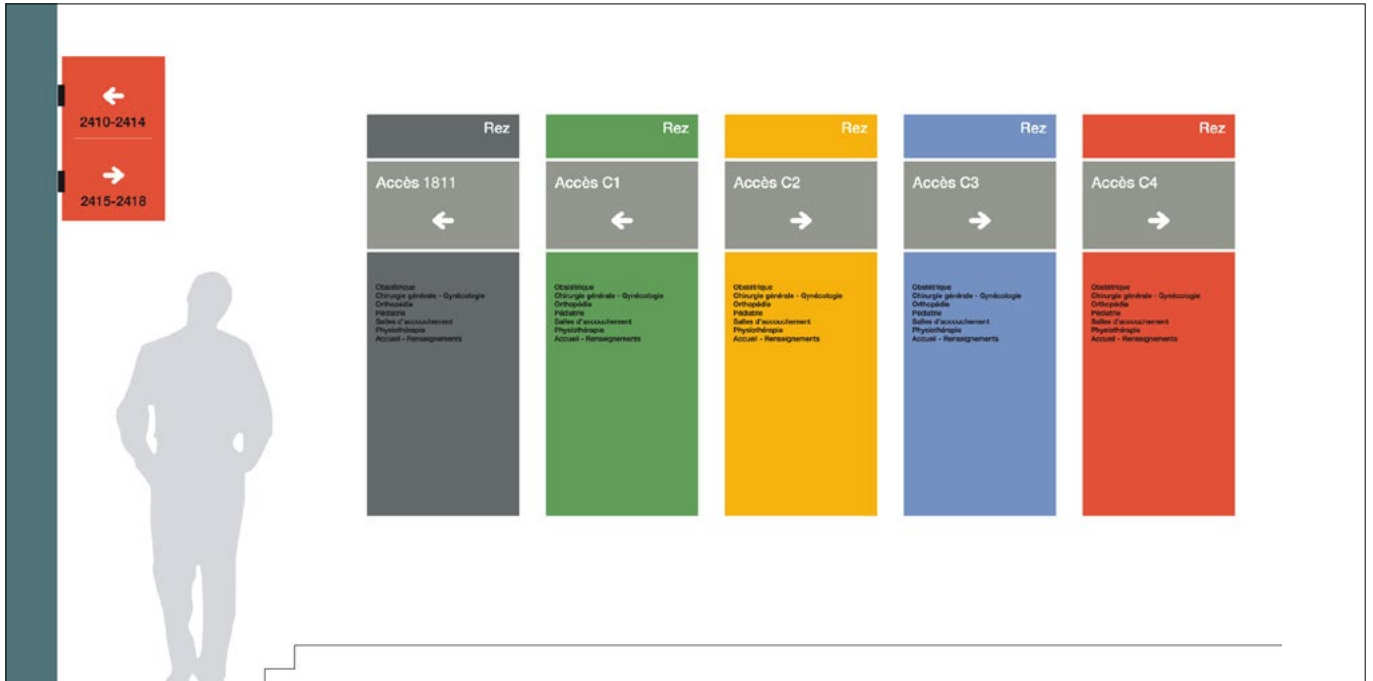 2410-2414
2415-2418
Rez
Accès 1811
Obstétrique
Chirurgie générale - Gynécologie
Orthopédie
Pédiatrie
Salles d'accouchement
Physiothérapie
Accueil - Renseignements
Rez
Accès C1
Obstétrique
Chirurgie générale - Gynécologie
Orthopédie
Pédiatrie
Salles d'accouchement
Physiothérapie
Accueil - Renseignements
Rez
Accès C2
Obstétrique
Chirurgie générale - Gynécologie
Orthopédie
Pédiatrie
Salles d'accouchement
Physiothérapie
Accueil - Renseignements
Rez
Accès C3
Obstétrique
Chirurgie générale - Gynécologie
Orthopédie
Pédiatrie
Salles d'accouchement
Physiothérapie
Accueil - Renseignements
Rez
Accès C4
Obstétrique
Chirurgie générale - Gynécologie
Orthopédie
Pédiatrie
Salles d'accouchement
Physiothérapie
Accueil - Renseignements